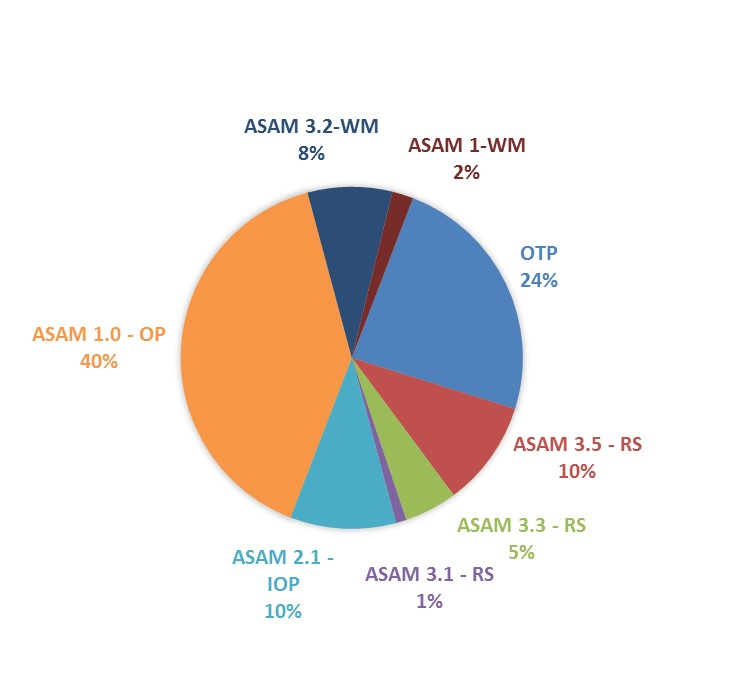 ASAM 3.2-WM
8%
ASAM 1-WM
2%
OTP
24%
ASAM 1.0 - OP
40%
ASAM 3.5 - RS
10%
ASAM 3.3 - RS
5%
ASAM 2.1 -
IOP
10%
ASAM 3.1 - RS
1%